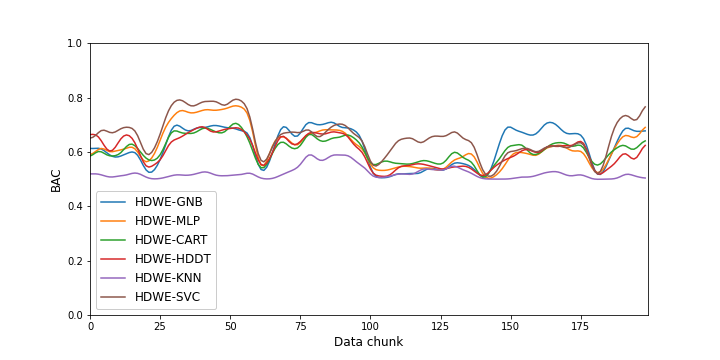 1.0
0.8
0.6
0.4
0.2
0.0
BAC
HDWE-GNB
HDWE-MLP
HDWE-CART
HDWE-HDDT
HDWE-KNN
HDWE-SVC
0 25 50 75 100 125 150 175
Data chunk